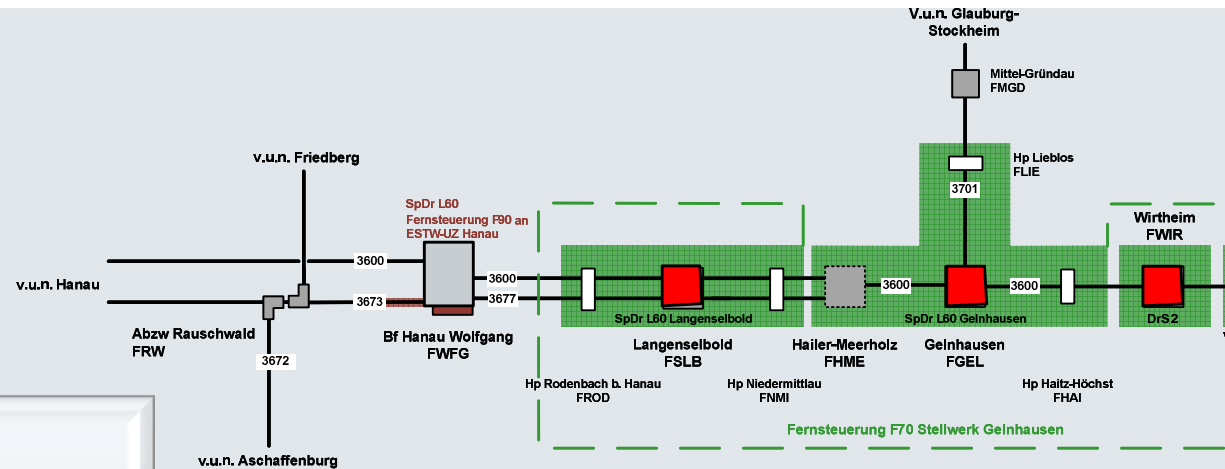 V.u.n. Glauburg-
Stockheim
Mittel-Gründau
FMGD
v.u.n. Friedberg
Hp Lieblos
FLIE
3701
SpDr L60
Fernsteuerung F90 an
ESTW-UZ Hanau
Wirtheim
FWIR
3600
v.u.n. Hanau
3600
3600
3600
3673
3677
SpDr L60 Langenselbold
SpDr L60 Gelnhausen
DrS2
Abzw Rauschwald
FRW
Bf Hanau Wolfgang
FWFG
Langenselbold
FSLB
Hailer-Meerholz
FHME
Gelnhausen
FGEL
3672
Hp Rodenbach b. Hanau
FROD
Hp Niedermittlau
FNMI
Hp Haitz-Höchst
FHAI
Fernsteuerung F70 Stellwerk Gelnhausen
v.u.n. Aschaffenburg